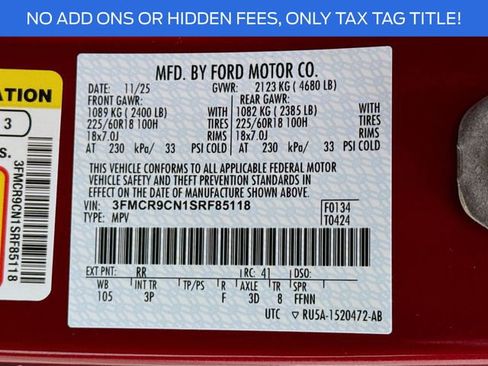 NO ADD ONS OR HIDDEN FEES, ONLY TAX TAG TITLE!
ATION
3
S.
3FMCR9CN1SRF85118
MFD. BY FORD MOTOR CO.
DATE: 11/25 GVWR: 2123 KG ( 4680 LB)
FRONT GAWR: REAR GAWR:
1089 KG ( 2400 LB) WITH 1082 KG ( 2385 LB) WITH
225/60R18 100H TIRES 225/60R18 100H TIRES
18x7.0J RIMS 18x7.0J RIMS
AT 230 kPa/ 33 PSI COLD AT 230 kPa/ 33 PSI COLD
THIS VEHICLE CONFORMS TO ALL APPLICABLE FEDERAL MOTOR
VEHICLE SAFETY AND THEFT PREVENTION STANDARDS IN
EFFECT ON THE DATE OF MANUFACTURE SHOWN ABOVE.
VIN: 3FMCR9CN1SRF85118 F0134
TYPE: MPV T0424
EXT PNT: RR RC: 41 DSO:
WB INT TR TP/PS R AXLE TR SPR
105 3P F 3D 8 FFNN
UTC RU5A-1520472-AB